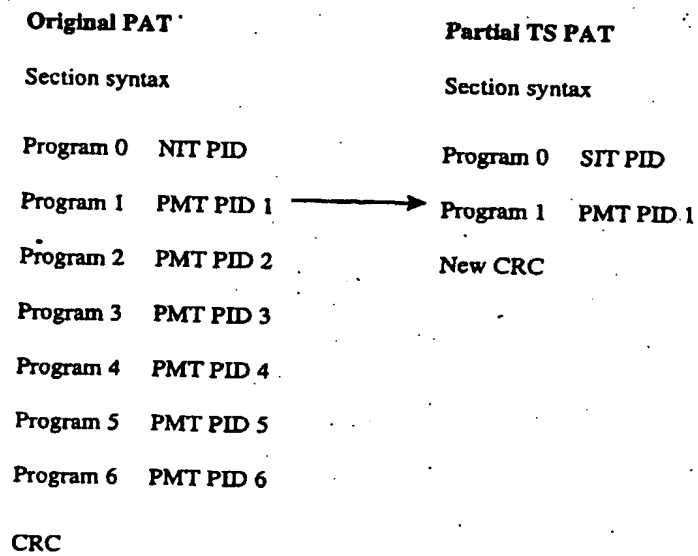 Original PAT
Section syntax
Program 0 NIT PID
Program 1 PMT PID 1
Program 2 PMT PID 2
Program 3 PMT PID 3
Program 4 PMT PID 4
Program 5 PMT PID 5
Program 6 PMT PID 6
CRC
Partial TS PAT
Section syntax
Program 0 SIT PID
Program 1 PMT PID 1
New CRC